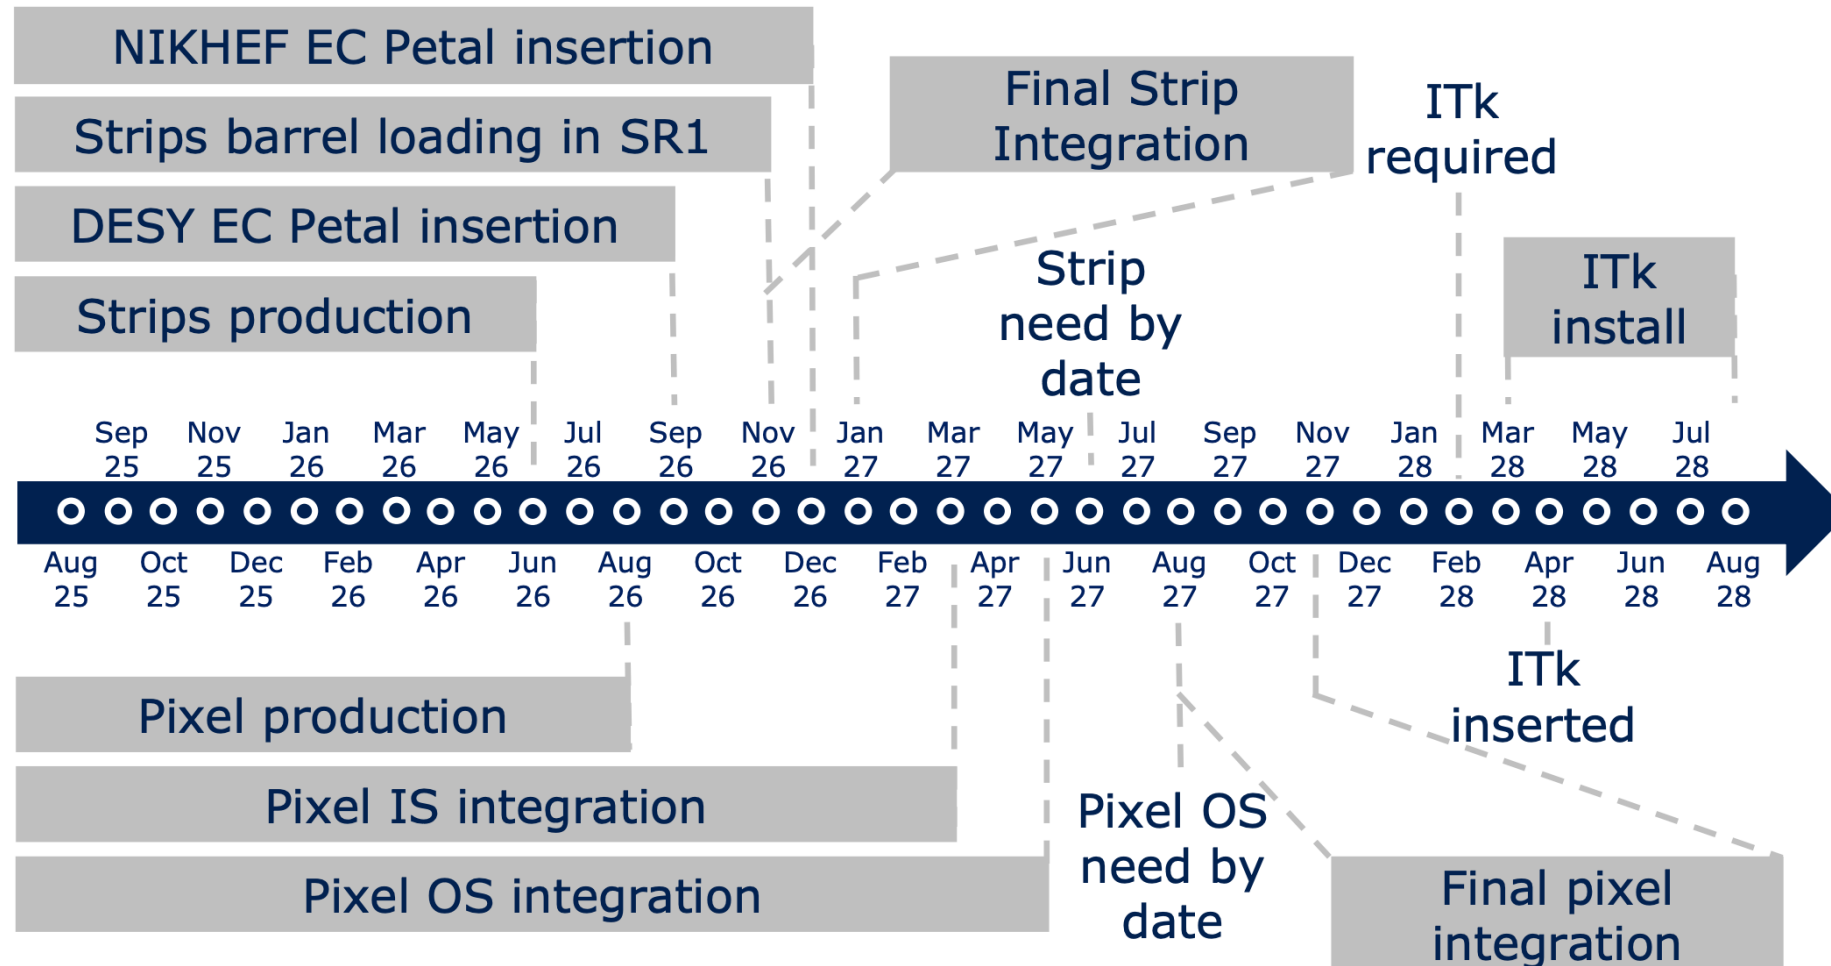 NIKHEF EC Petal insertion
Strips barrel loading in SR1
DESY EC Petal insertion
Strips production
Final Strip
Integration
ITk
required
Strip
need by
date
ITk
install
Sep Nov Jan Mar May Jul Sep Nov Jan Mar May Jul Sep Nov Jan Mar May Jul
25 25 26 26 26 26 26 26 27 27 27 27 27 27 28 28 28 28
Aug Oct Dec Feb Apr Jun Aug Oct Dec Feb Apr Jun Aug Oct Dec Feb Apr Jun Aug
25 25 25 26 26 26 26 26 26 27 27 27 27 27 27 28 28 28 28
ITk
inserted
Pixel production
Pixel IS integration
Pixel OS integration
Pixel OS
need by
date
Final pixel
integration